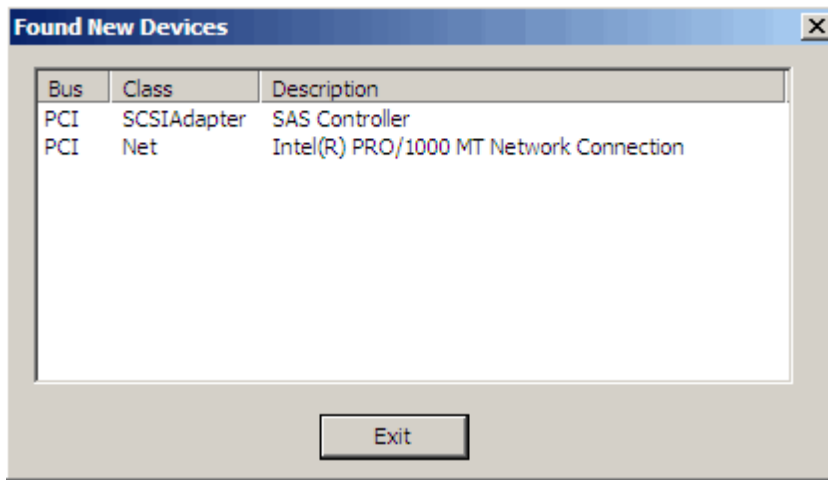 Found New Devices
Bus Class Description
PCI SCSIAdapter SAS Controller
PCI Net Intel(R) PRO/1000 MT Network Connection
Exit